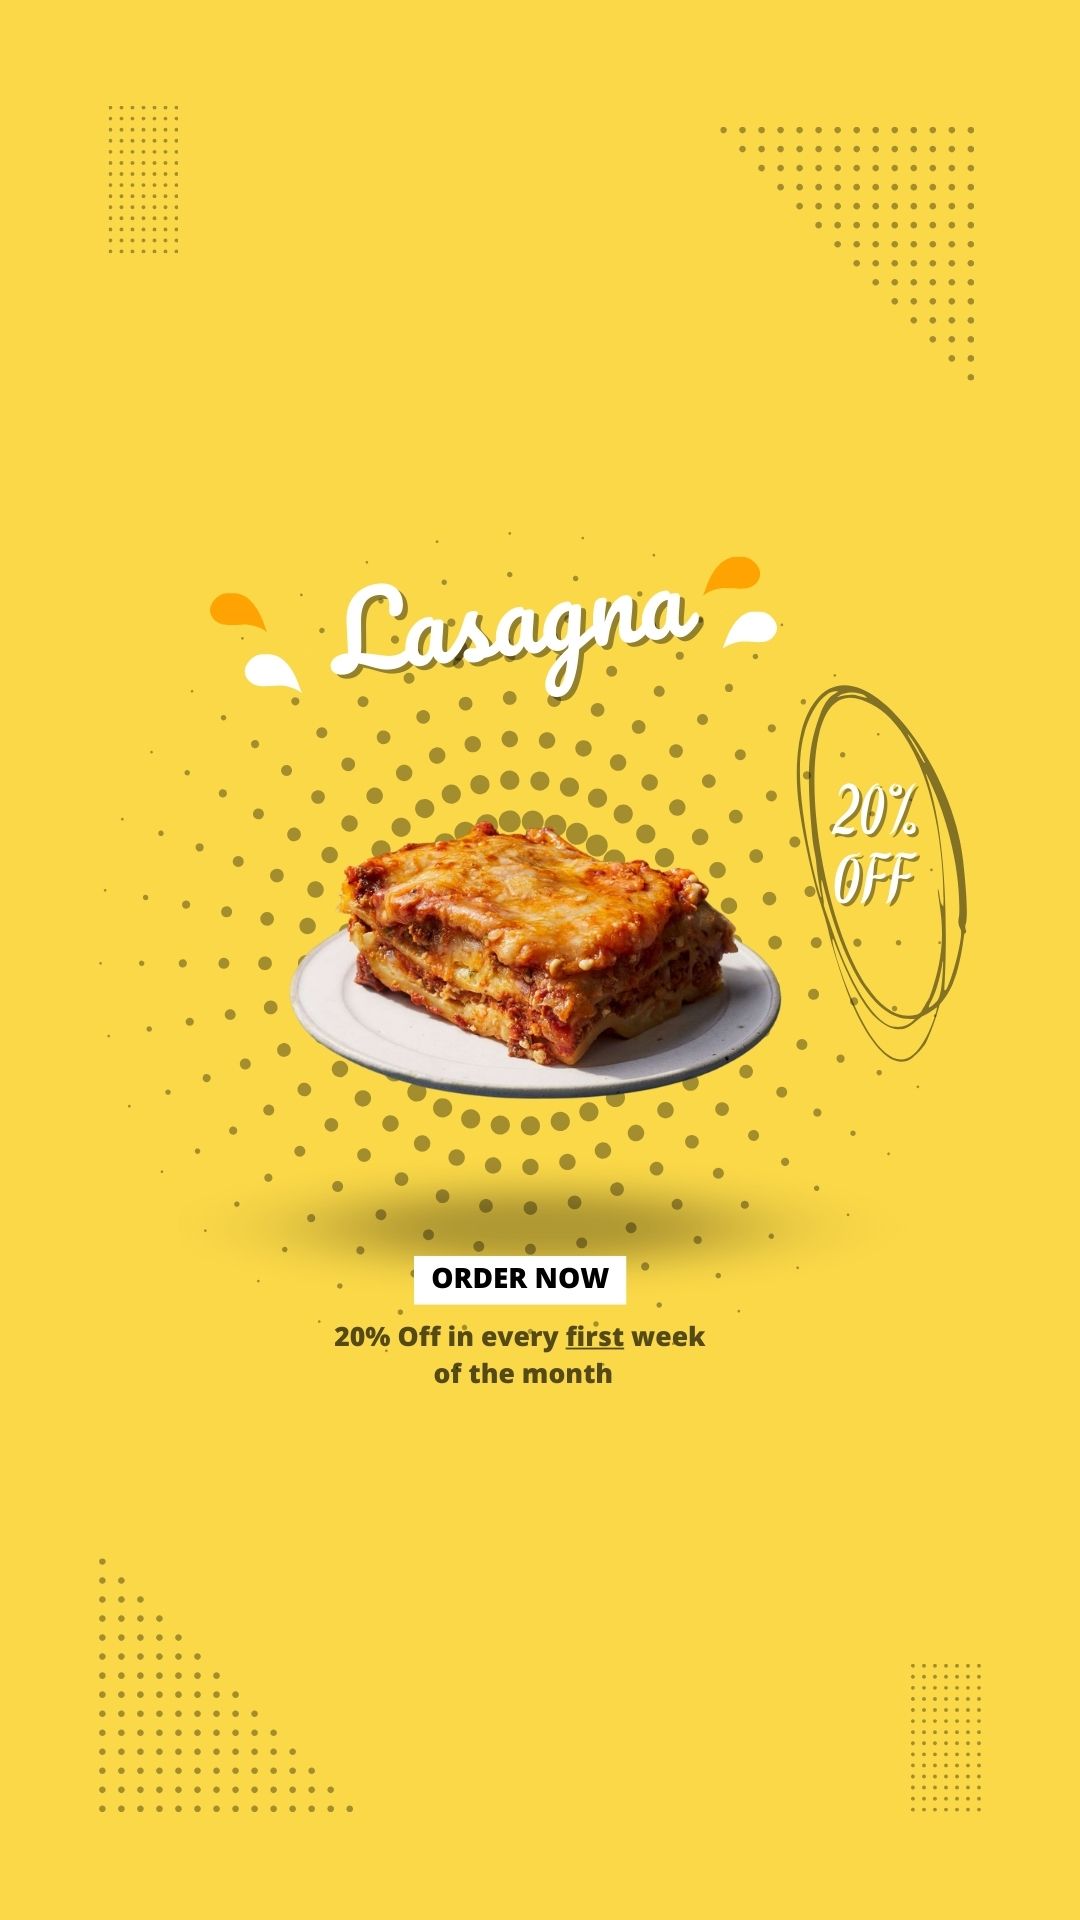 Lasagna
20%
OFF
ORDER NOW
20% Off in every first week
of the month